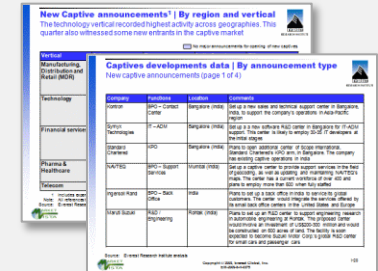 New Captive announcements¹ | By region and vertical
The technology vertical recorded highest activity across geographies. This
quarter also witnessed some new entrants in the captive market
Vertical
Manufacturing,
Distribution and
Retail (MDR)
Technology
Financial services
Pharma &
Healthcare
Telecom
Captives developments data | By announcement type
New captive announcements (page 1 of 4)
Company Functions Location Comments
Kontron BPO – Contact Center Bangalore (India) Set up a new sales and technical support center in Bangalore,
India, to support the company's operations in Asia-Pacific
region
Symyx Technologies IT – ADM Bangalore (India) Set up a new software R&D center in Bangalore for IT-ADM
support. This center is likely to employ 30-35 IT developers at
the initial stages
Standard Chartered KPO Bangalore (India) Plans to open additional center of Scope International,
Standard Chartered's KPO arm, in Bangalore. The company
has existing captive operations in India
NAVTEQ BPO – Support Services Mumbai (India) Set up a captive center to provide support services in the field
of geocoding, as well as updating and maintaining NAVTEQ's
maps. The center has a current workforce of over 400 and
plans to employ more than 500 when fully staffed
Ingersoll Rand BPO – Back Office India Plans to set up a back office in India to service its global
customers. The center would integrate the services offered by
its small back office centers in the United States and Europe
Maruti Suzuki R&D / Engineering Rohtak (India) Plans to set up an R&D center to support engineering research
in automobile engineering at Rohtak. The proposed center
would involve an investment of US$200-300 million and would
be constructed on 600 acres of land. The facility is soon
expected to become Suzuki Motor Corp's global R&D center
for small cars and passenger cars